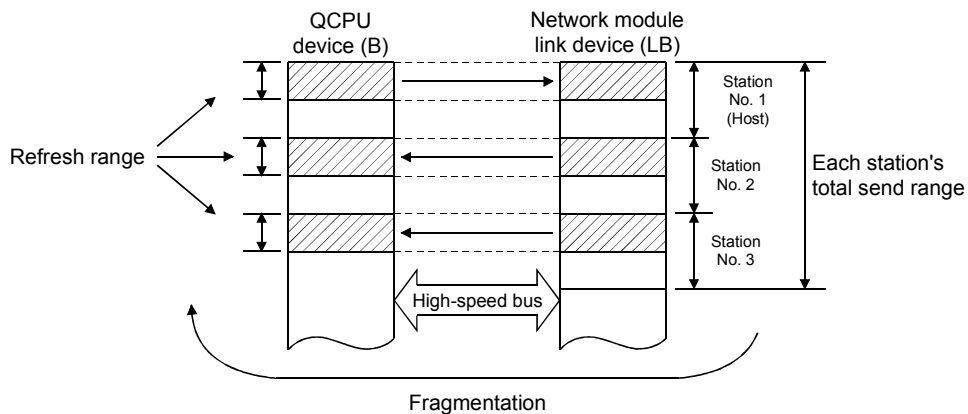 QCPU
device (B)
Network module
link device (LB)
Station
No. 1
(Host)
Refresh range
Station
No. 2
Each station's
total send range
Station
No. 3
High-speed bus
Fragmentation